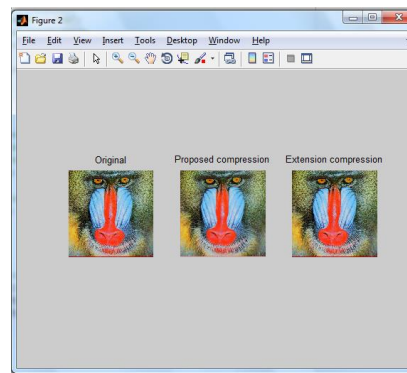 Figure 2
File Edit View Insert Tools Desktop Window Help
Original Proposed compression Extension compression